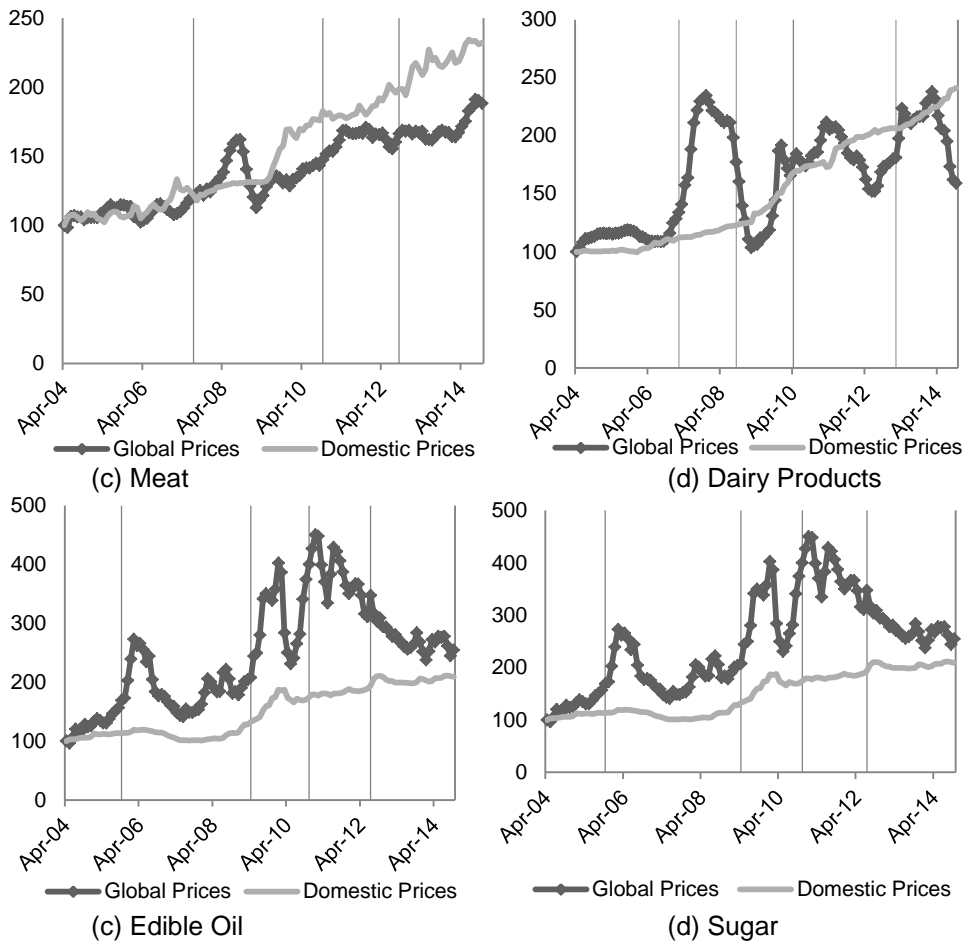 250
200
150
100
50
0
Apr-04
Apr-06
Apr-08
Apr-10
Apr-12
Apr-14
Global Prices Domestic Prices
(c) Meat
300
250
200
150
100
50
0
Apr-04
Apr-06
Apr-08
Apr-10
Apr-12
Apr-14
Global Prices Domestic Prices
(d) Dairy Products
500
400
300
200
100
0
Apr-04
Apr-06
Apr-08
Apr-10
Apr-12
Apr-14
Global Prices Domestic Prices
(c) Edible Oil
500
400
300
200
100
0
Apr-04
Apr-06
Apr-08
Apr-10
Apr-12
Apr-14
Global Prices Domestic Prices
(d) Sugar